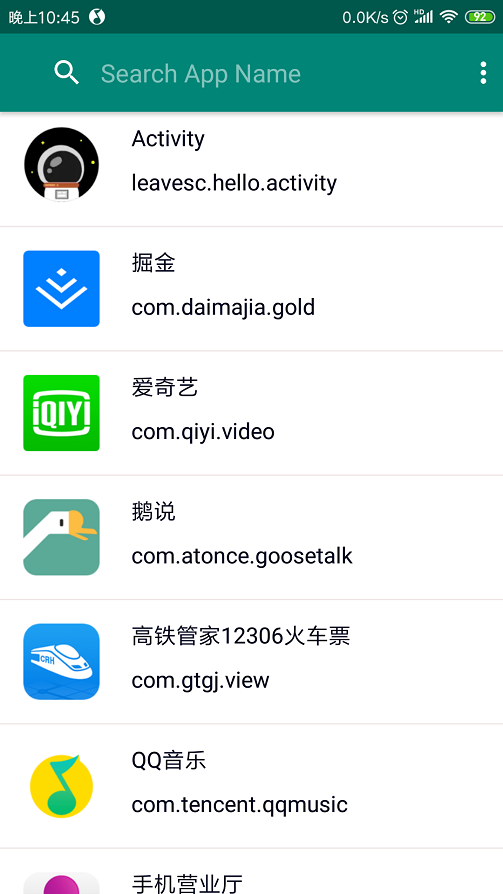 晚上10:45 0.0K/s HD 92
Search App Name
Activity
leavesc.hello.activity
掘金
com.daimajia.gold
爱奇艺
iQIYI
com.qiyi.video
鹅说
com.atonce.goosetalk
高铁管家12306火车票
CRH
com.gtgj.view
QQ音乐
com.tencent.qqmusic
手机营业厅